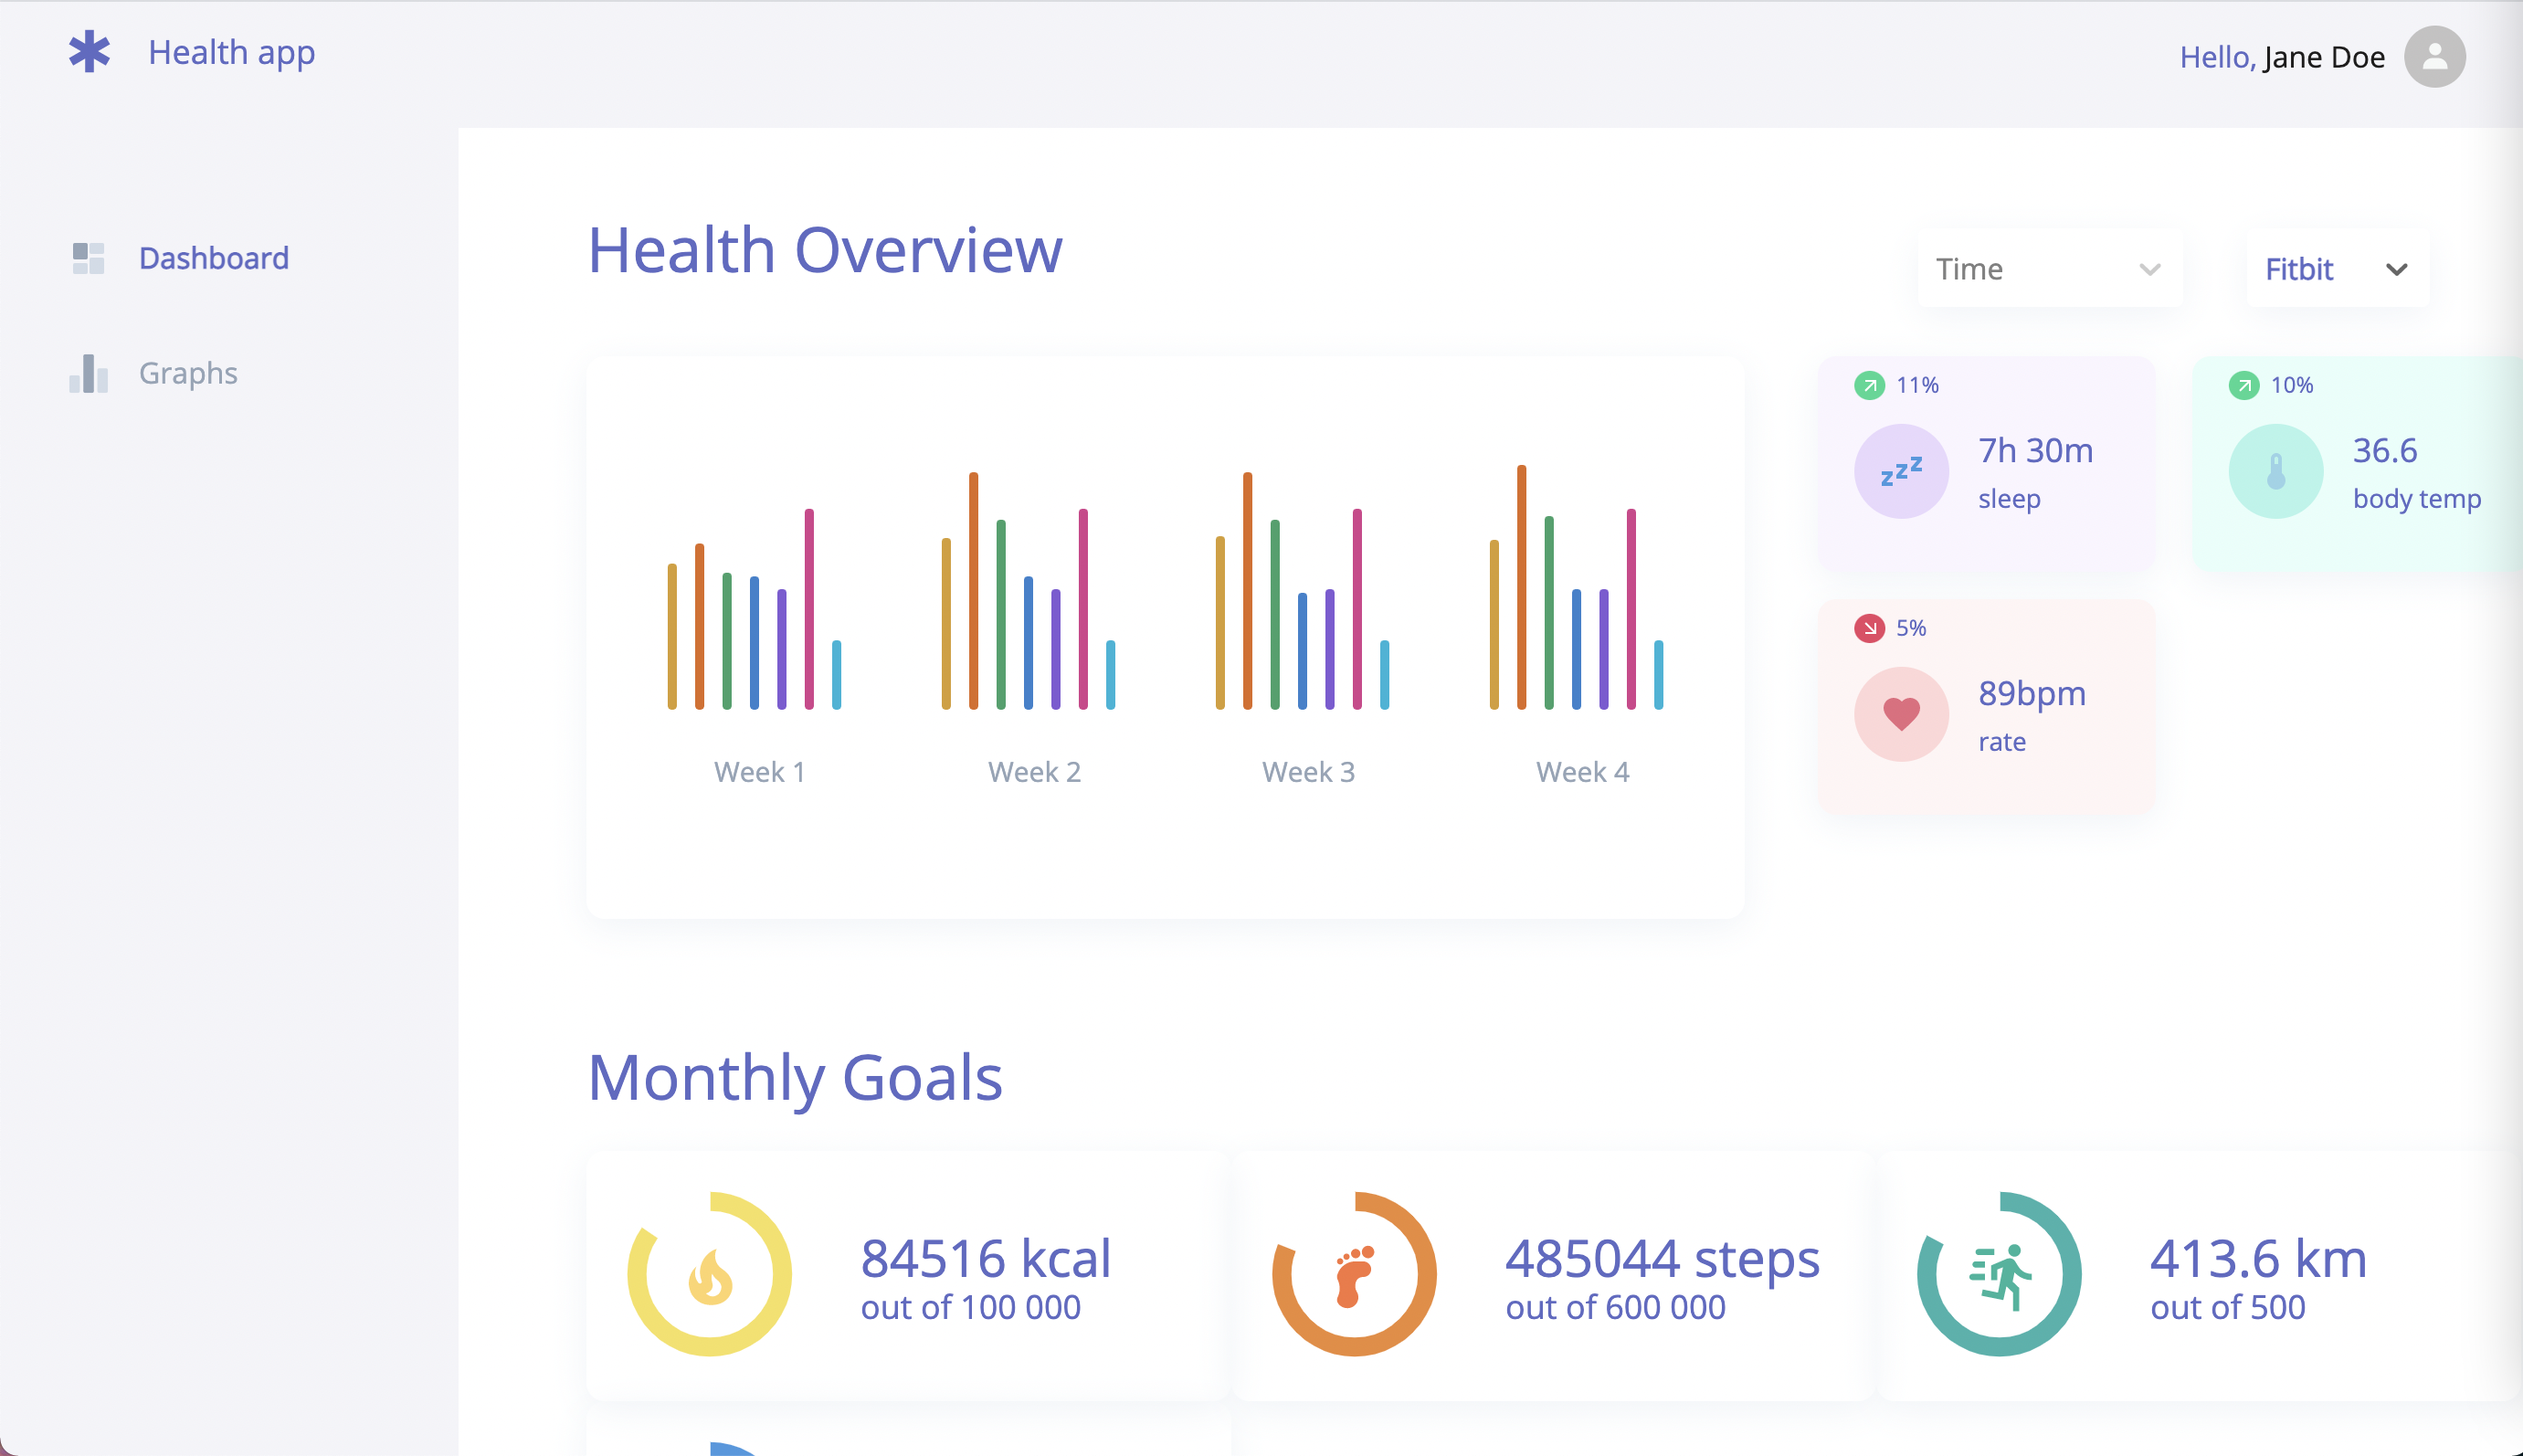 Health app
Hello, Jane Doe
Dashboard
Graphs
Health Overview
Time
Fitbit
Week 1
Week 2
Week 3
Week 4
11%
zzz
7h 30m
sleep
10%
36.6
body temp
5%
89bpm
rate
Monthly Goals
84516 kcal
out of 100 000
485044 steps
out of 600 000
413.6 km
out of 500